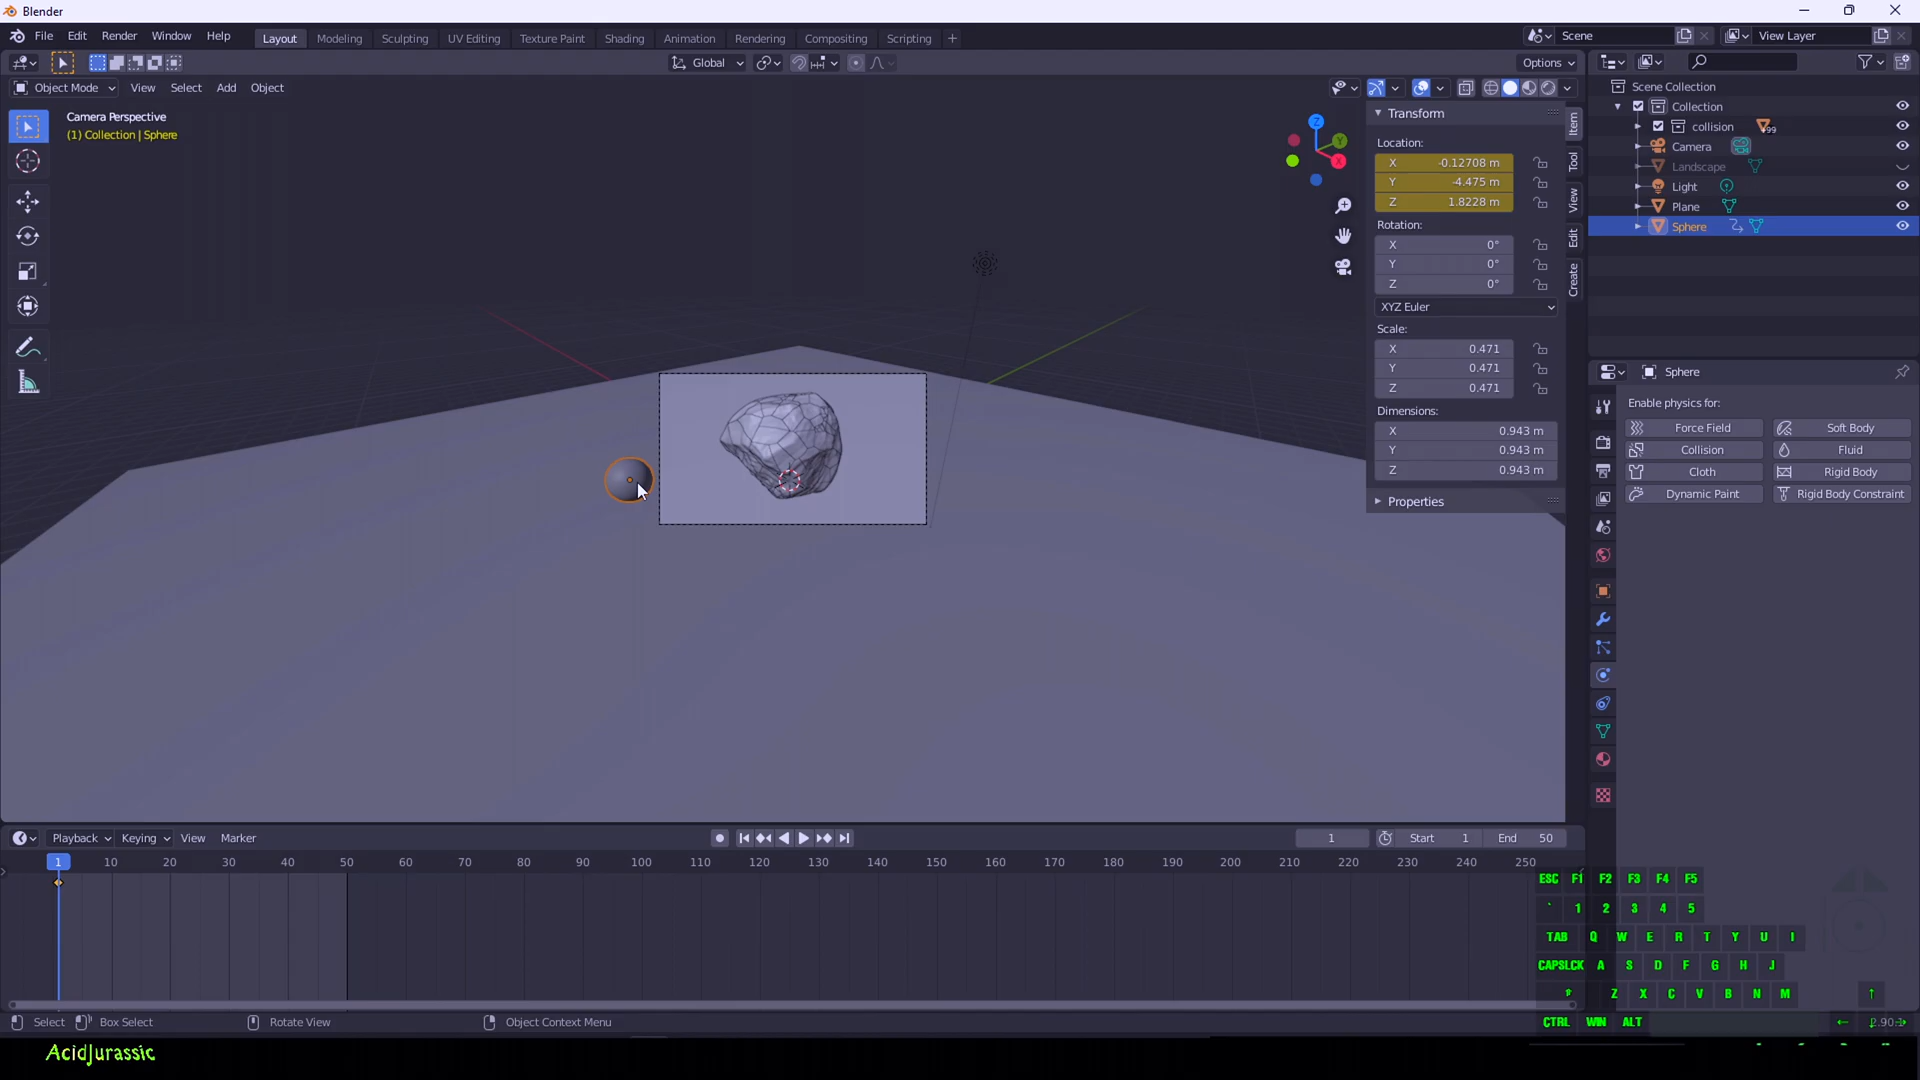 Blender
File Edit Render Window Help Layout Modeling Sculpting UV Editing Texture Paint Shading Animation Rendering Compositing Scripting + Scene View Layer
Global Options
Object Mode View Select Add Object
Camera Perspective
(1) Collection | Sphere
Z
Y
X
Transform
Location:
X -0.12708 m
Y -4.475 m
Z 1.8228 m
Rotation:
X 0°
Y 0°
Z 0°
XYZ Euler
Scale:
X 0.471
Y 0.471
Z 0.471
Dimensions:
X 0.943 m
Y 0.943 m
Z 0.943 m
Properties
Item
Tool
View
Edit
Create
Scene Collection
Collection
collision 99
Camera
Landscape
Light
Plane
Sphere
Sphere
Enable physics for:
Force Field Soft Body
Collision Fluid
Cloth Rigid Body
Dynamic Paint Rigid Body Constraint
Playback Keying View Marker 1 Start 1 End 50
1 10 20 30 40 50 60 70 80 90 100 110 120 130 140 150 160 170 180 190 200 210 220 230 240 250
ESC F1 F2 F3 F4 F5
` 1 2 3 4 5
TAB Q W E R T Y U I
CAPSLCK A S D F G H J
Z X C V B N M
CTRL WIN ALT
Select Box Select Rotate View Object Context Menu 2.90.1
AcidJurassic